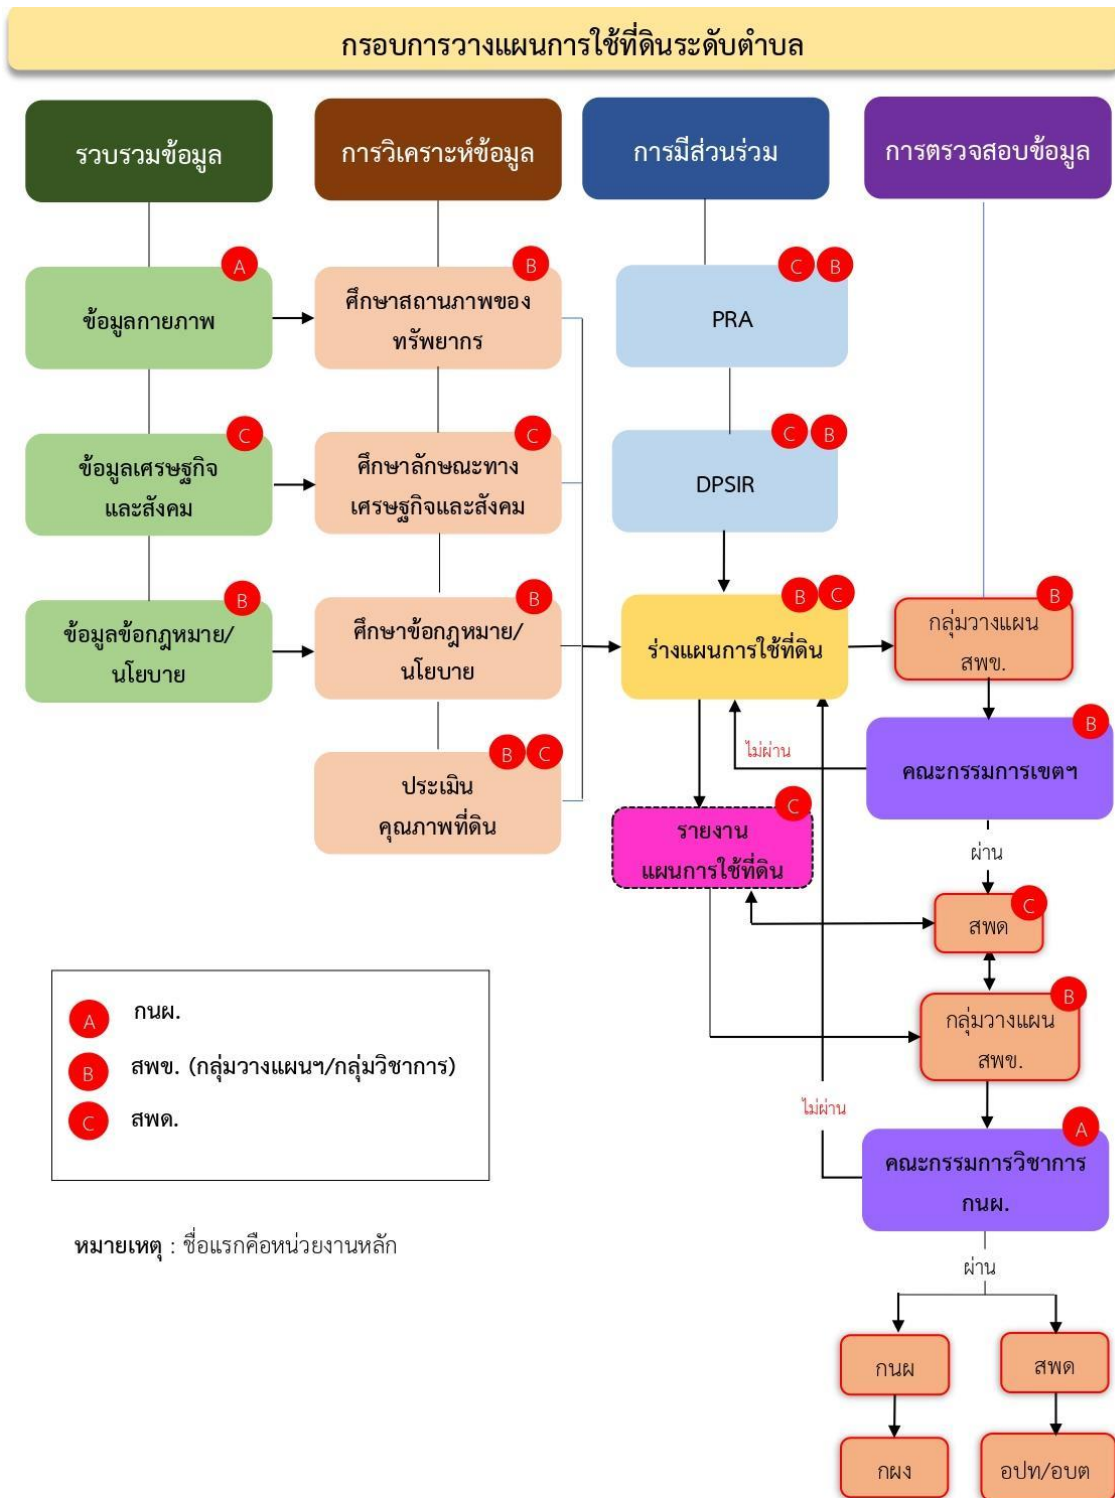 กรอบการวางแผนการใช้ที่ดินระดับตำบล
รวบรวมข้อมูล
การวิเคราะห์ข้อมูล
การมีส่วนร่วม
การตรวจสอบข้อมูล
A
ข้อมูลกายภาพ
B
ศึกษาสถานภาพของ
ทรัพยากร
C B
PRA
C
ข้อมูลเศรษฐกิจ
และสังคม
C
ศึกษาลักษณะทาง
เศรษฐกิจและสังคม
C B
DPSIR
B
ข้อมูลข้อกฎหมาย/
นโยบาย
B
ศึกษาข้อกฎหมาย/
นโยบาย
B C
ร่างแผนการใช้ที่ดิน
B
กลุ่มวางแผน
สพข.
B C
ประเมิน
คุณภาพที่ดิน
ไม่ผ่าน
B
คณะกรรมการเขตฯ
C
รายงาน
แผนการใช้ที่ดิน
ผ่าน
C
สพด
B
กลุ่มวางแผน
สพข.
A กนผ.
B สพข. (กลุ่มวางแผนฯ/กลุ่มวิชาการ)
C สพด.
ไม่ผ่าน
A
คณะกรรมการวิชาการ
กนผ.
หมายเหตุ : ชื่อแรกคือหน่วยงานหลัก
ผ่าน
กนผ
สพด
กผง
อปท/อบต